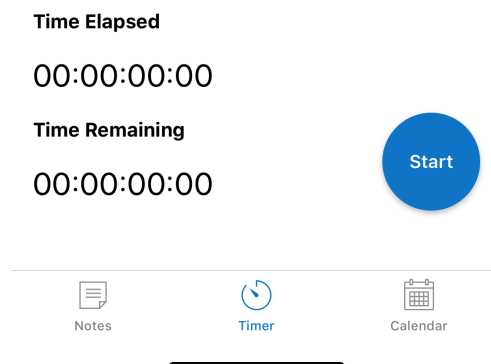 Time Elapsed
00:00:00:00
Time Remaining
00:00:00:00
Start
Notes
Timer
Calendar